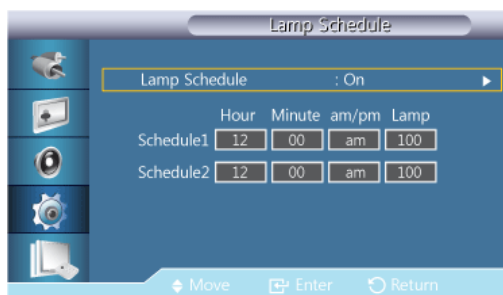 Lamp Schedule
Lamp Schedule : On
Hour Minute am/pm Lamp
Schedule1 12 00 am 100
Schedule2 12 00 am 100
Move Enter Return